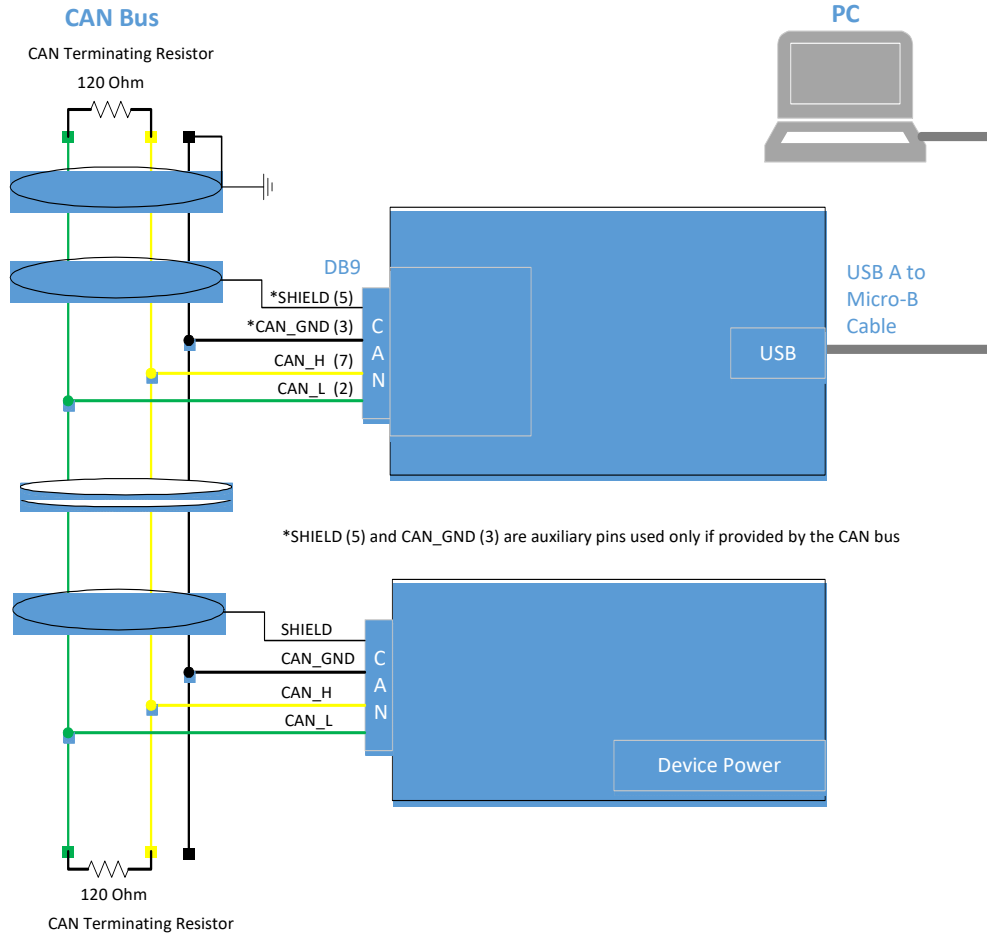 CAN Bus
PC
CAN Terminating Resistor
120 Ohm
DB9
*SHIELD (5)
*CAN_GND (3)
CAN_H (7)
CAN_L (2)
C
A
N
USB
USB A to
Micro-B
Cable
*SHIELD (5) and CAN_GND (3) are auxiliary pins used only if provided by the CAN bus
SHIELD
CAN_GND
CAN_H
CAN_L
C
A
N
Device Power
120 Ohm
CAN Terminating Resistor